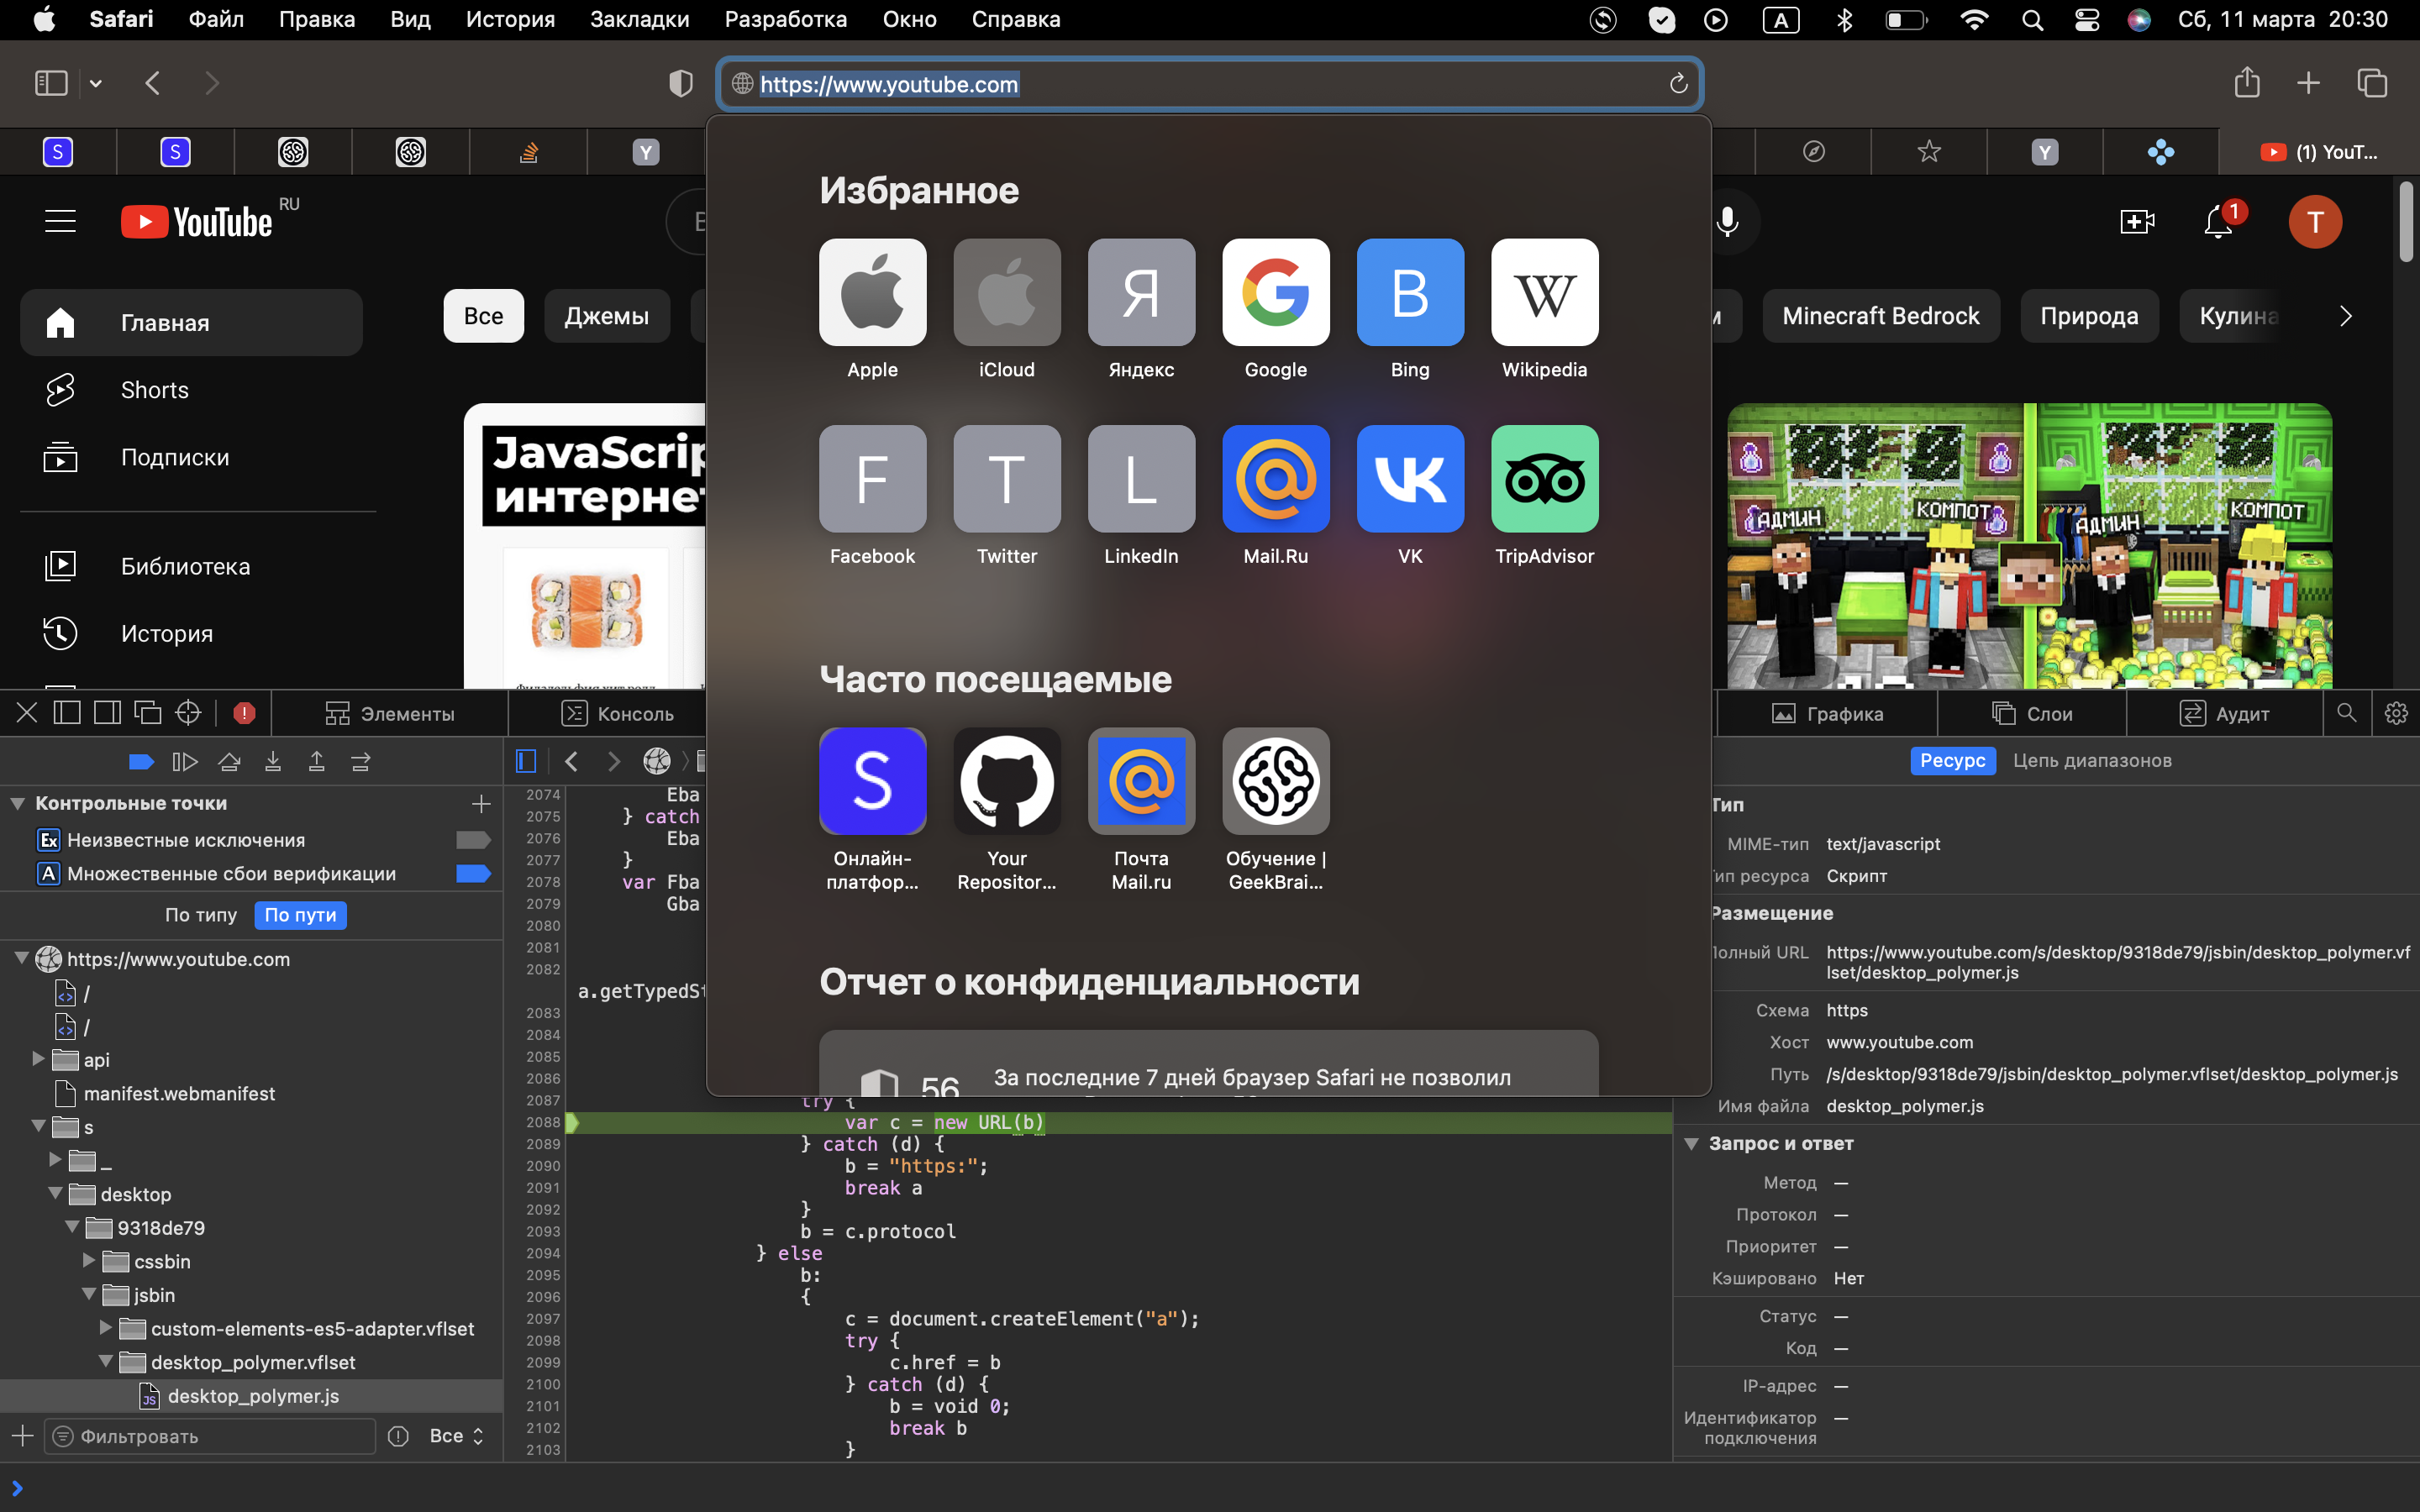 Safari Файл Правка Вид История Закладки Разработка Окно Справка A Сб, 11 марта 20:30
https://www.youtube.com
S S Y Y (1) YouT...
YouTube RU
1 T
Главная
Shorts
Подписки
Библиотека
История
Все Джемы Minecraft Bedrock Природа Кулина
JavaScrip
интернет
АДМИН КОМПОТ АДМИН КОМПОТ
Избранное
Я B W
Apple iCloud Яндекс Google Bing Wikipedia
F T L @ VK
Facebook Twitter LinkedIn Mail.Ru VK TripAdvisor
Часто посещаемые
S @
Онлайн-платфор... Your Repositor... Почта Mail.ru Обучение | GeekBrai...
Отчет о конфиденциальности
56 За последние 7 дней браузер Safari не позволил
Элементы Консоль Графика Слои Аудит
Контрольные точки
Ex Неизвестные исключения
A Множественные сбои верификации
По типу По пути
https://www.youtube.com
/
/
api
manifest.webmanifest
s
_
desktop
9318de79
cssbin
jsbin
custom-elements-es5-adapter.vflset
desktop_polymer.vflset
JS desktop_polymer.js
Фильтровать Все
2074 Eba
2075 } catch
2076 Eba
2077 }
2078 var Fba
2079 Gba
2080
2081
2082
a.getTypedSt
2083
2084
2085
2086
2087 try {
2088 var c = new URL(b)
2089 } catch (d) {
2090 b = "https:";
2091 break a
2092 }
2093 b = c.protocol
2094 } else
2095 b:
2096 {
2097 c = document.createElement("a");
2098 try {
2099 c.href = b
2100 } catch (d) {
2101 b = void 0;
2102 break b
2103 }
Ресурс Цепь диапазонов
Тип
MIME-тип text/javascript
ип ресурса Скрипт
Размещение
олный URL https://www.youtube.com/s/desktop/9318de79/jsbin/desktop_polymer.vf
lset/desktop_polymer.js
Схема https
Хост www.youtube.com
Путь /s/desktop/9318de79/jsbin/desktop_polymer.vflset/desktop_polymer.js
Имя файла desktop_polymer.js
Запрос и ответ
Метод —
Протокол —
Приоритет —
Кэшировано Нет
Статус —
Код —
IP-адрес —
Идентификатор —
подключения